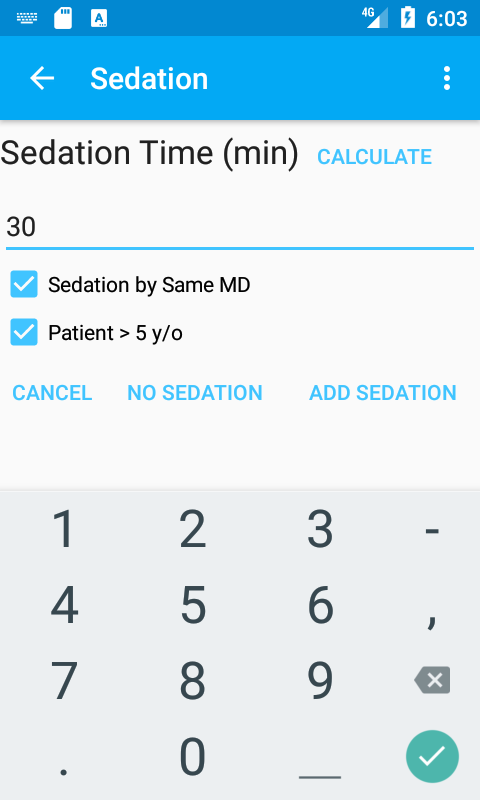 4G 6:03
Sedation
Sedation Time (min) CALCULATE
30
Sedation by Same MD
Patient > 5 y/o
CANCEL NO SEDATION ADD SEDATION
1 2 3 -
4 5 6 ,
7 8 9
. 0 _